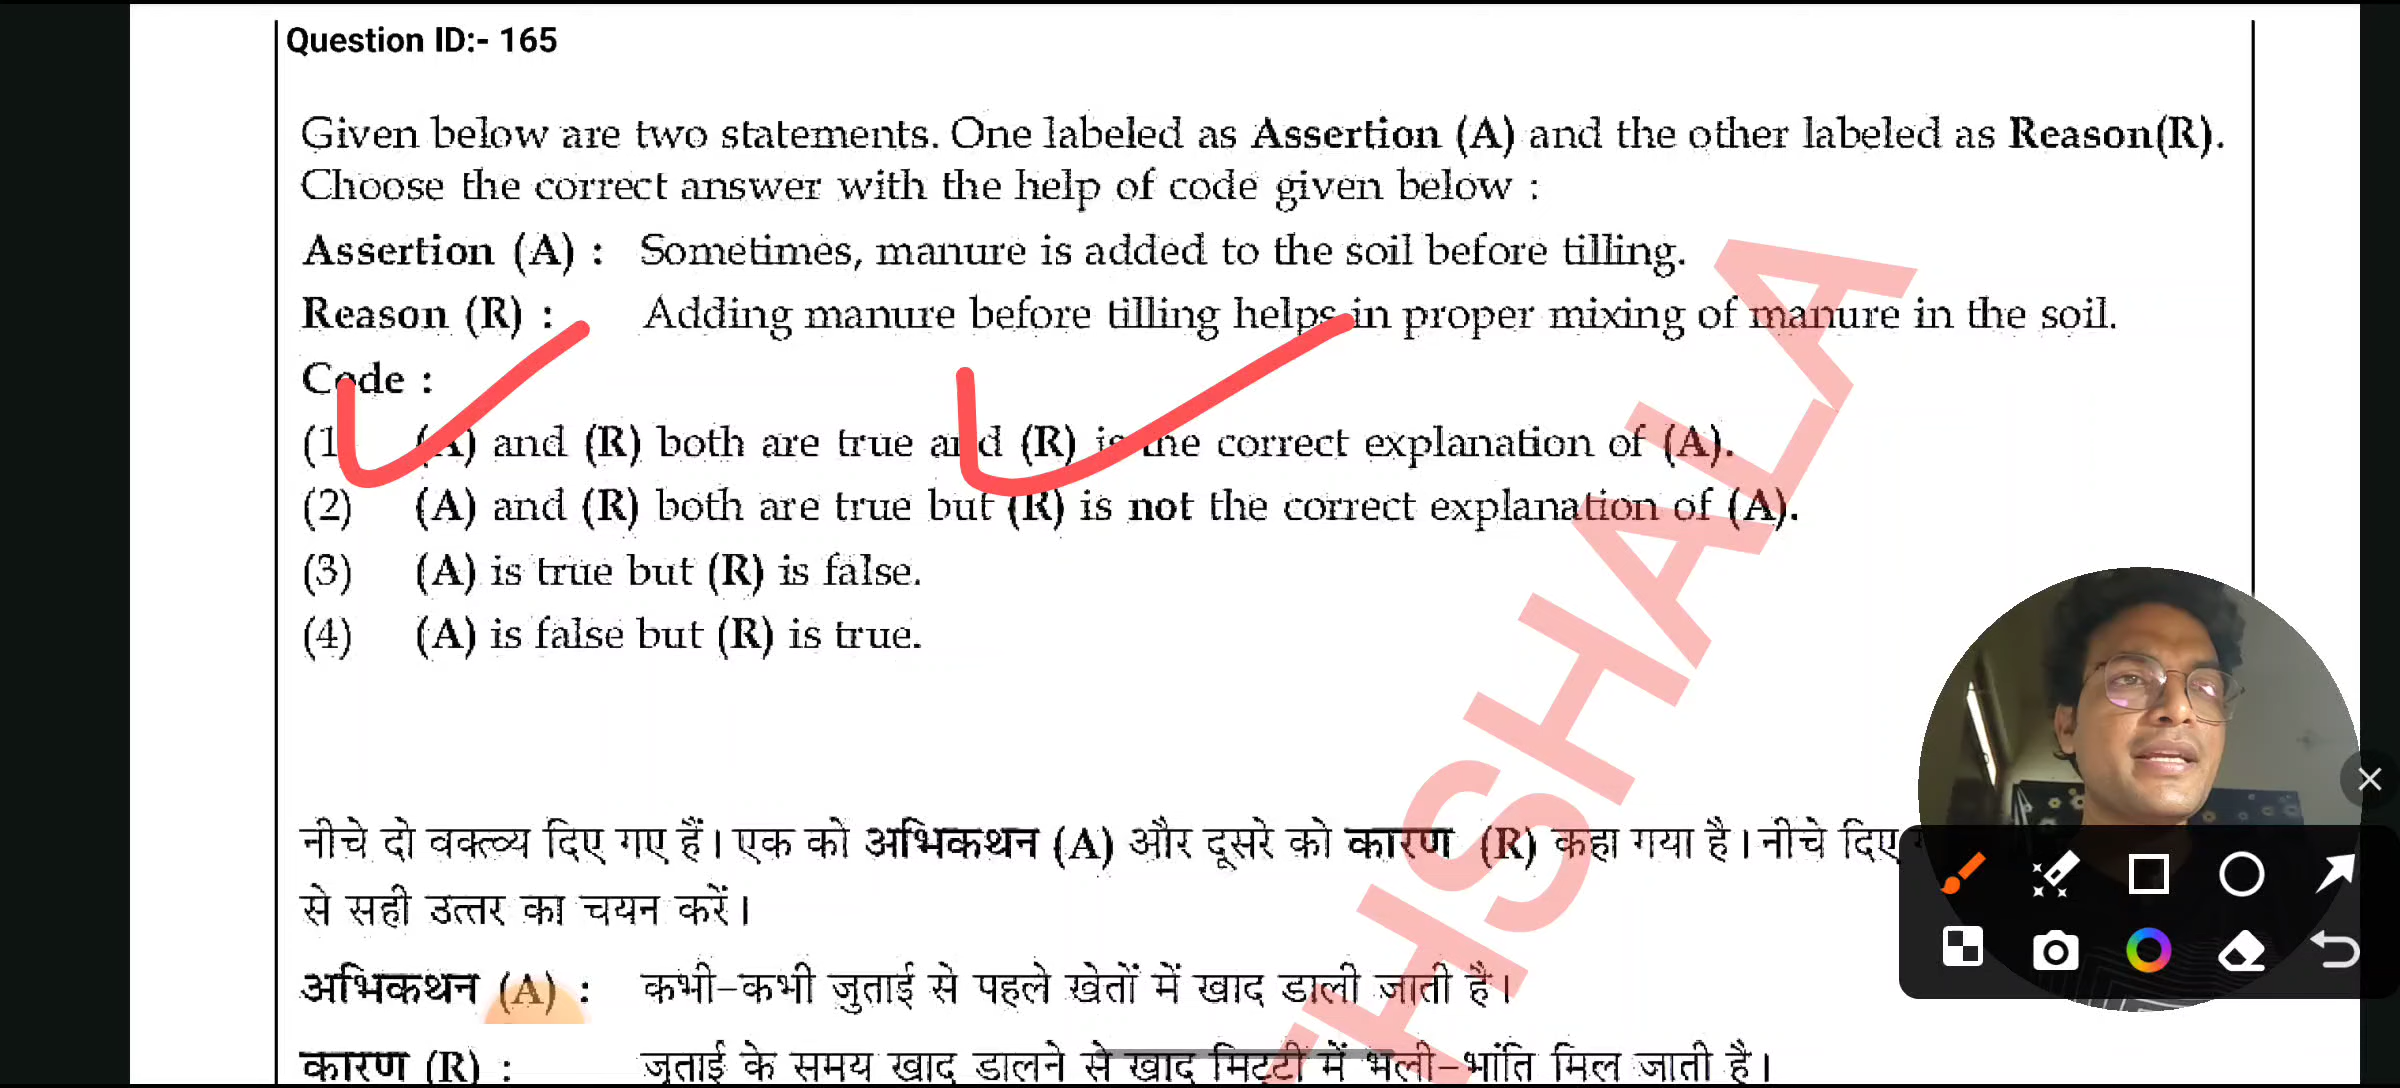 Question ID:- 165
Given below are two statements. One labeled as Assertion (A) and the other labeled as Reason(R).
Choose the correct answer with the help of code given below :
Assertion (A) : Sometimes, manure is added to the soil before tilling.
Reason (R) : Adding manure before tilling helps in proper mixing of manure in the soil.
Code :
(1) (A) and (R) both are true and (R) is the correct explanation of (A).
(2) (A) and (R) both are true but (R) is not the correct explanation of (A).
(3) (A) is true but (R) is false.
(4) (A) is false but (R) is true.
नीचे दो वक्त्व्य दिए गए हैं। एक को अभिकथन (A) और दूसरे को कारण (R) कहा गया है। नीचे दिए
से सही उत्तर का चयन करें।
अभिकथन (A) : कभी-कभी जुताई से पहले खेतों में खाद डाली जाती है।
कारण (R) : जुताई के समय खाद डालने से खाद मिट्टी में भली-भांति मिल जाती है।
THSHALA